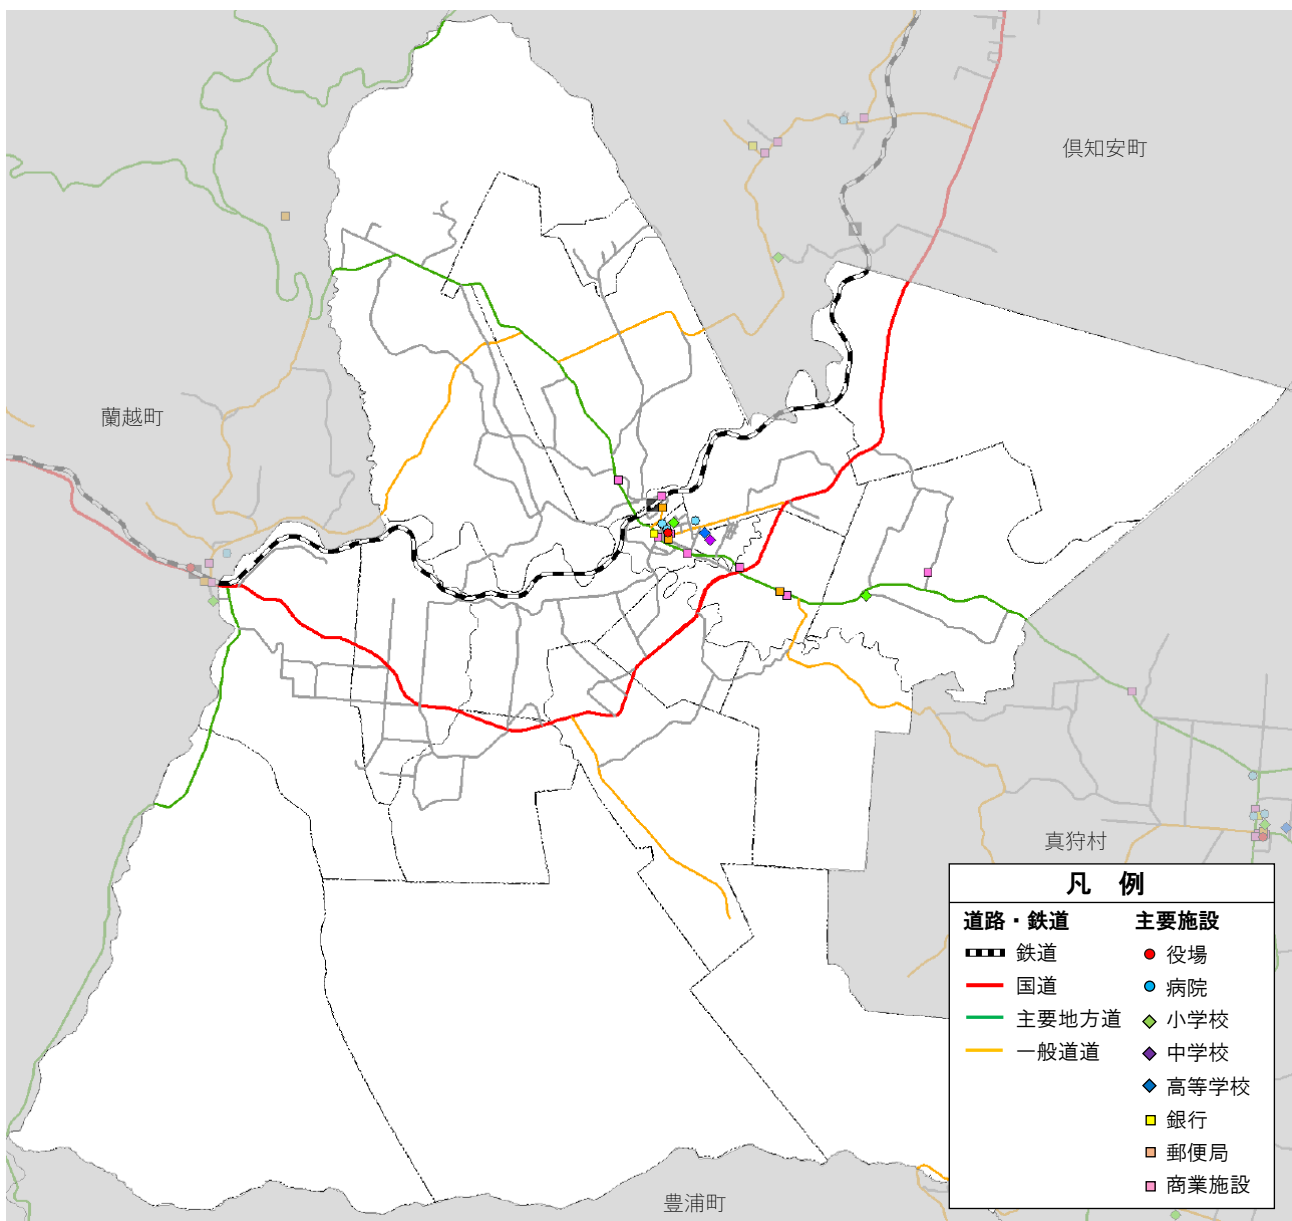 倶知安町
蘭越町
真狩村
豊浦町
凡 例
道路・鉄道
鉄道
国道
主要地方道
一般道道
主要施設
役場
病院
小学校
中学校
高等学校
銀行
郵便局
商業施設